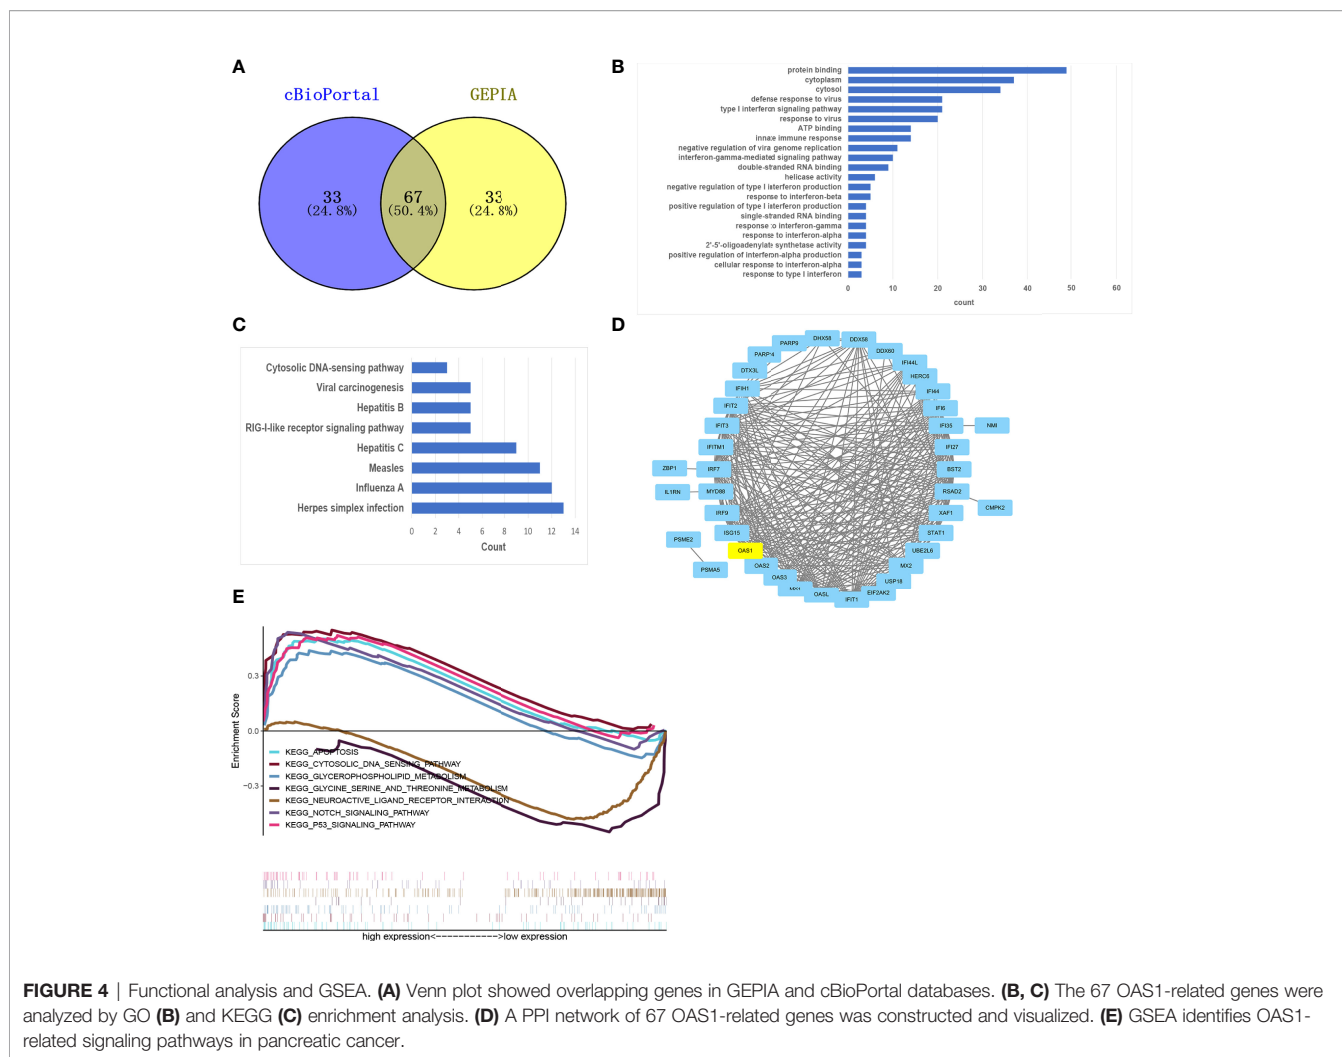 A
cBioPortal
GEPIA
33
(24.8%)
67
(50.4%)
33
(24.8%)
B
protein binding
cytoplasm
cytosol
defense response to virus
type I interferon signaling pathway
response to virus
ATP binding
innate immune response
negative regulation of viral genome replication
interferon-gamma-mediated signaling pathway
double-stranded RNA binding
helicase activity
negative regulation of type I interferon production
response to interferon-beta
positive regulation of type I interferon production
single-stranded RNA binding
response to interferon-gamma
response to interferon-alpha
2'-5'-oligoadenylate synthetase activity
positive regulation of interferon-alpha production
cellular response to interferon-alpha
response to type I interferon
0 10 20 30 40 50 60
count
C
Cytosolic DNA-sensing pathway
Viral carcinogenesis
Hepatitis B
RIG-I-like receptor signaling pathway
Hepatitis C
Measles
Influenza A
Herpes simplex infection
0 2 4 6 8 10 12 14
Count
D
DHX58
DDX58
PARP9
DDX60
PARP14
IFI44L
DTX3L
HERC6
IFIH1
IFI44
IFIT2
IFI6
IFIT3
IFI35
NMI
IFITM1
IFI27
ZBP1
IRF7
BST2
IL1RN
MYD88
RSAD2
CMPK2
IRF9
XAF1
ISG15
STAT1
PSME2
OAS1
UBE2L6
PSMA5
OAS2
MX2
OAS3
USP18
MX1
OASL
IFIT1
EIF2AK2
E
Enrichment Score
0.3
0.0
−0.3
KEGG_APOPTOSIS
KEGG_CYTOSOLIC_DNA_SENSING_PATHWAY
KEGG_GLYCEROPHOSPHOLIPID_METABOLISM
KEGG_GLYCINE_SERINE_AND_THREONINE_METABOLISM
KEGG_NEUROACTIVE_LIGAND_RECEPTOR_INTERACTION
KEGG_NOTCH_SIGNALING_PATHWAY
KEGG_P53_SIGNALING_PATHWAY
high expression<----------->low expression
FIGURE 4 | Functional analysis and GSEA. (A) Venn plot showed overlapping genes in GEPIA and cBioPortal databases. (B, C) The 67 OAS1-related genes were
analyzed by GO (B) and KEGG (C) enrichment analysis. (D) A PPI network of 67 OAS1-related genes was constructed and visualized. (E) GSEA identifies OAS1-
related signaling pathways in pancreatic cancer.